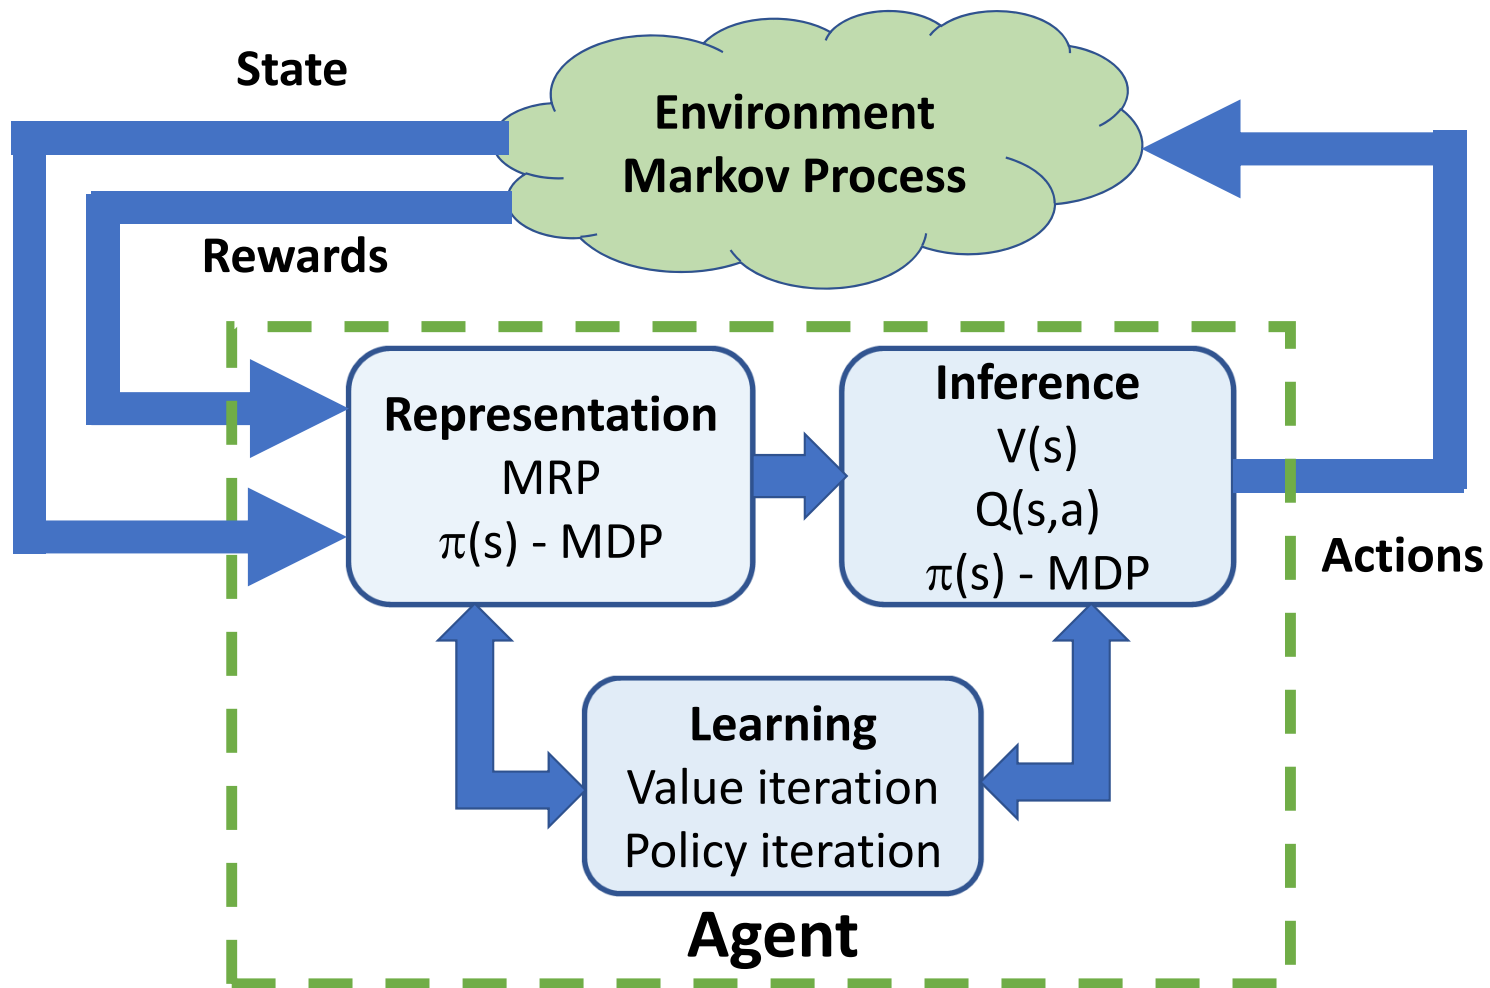 State
Environment
Markov Process
Rewards
Representation
MRP
π(s) - MDP
Inference
V(s)
Q(s,a)
π(s) - MDP
Actions
Learning
Value iteration
Policy iteration
Agent